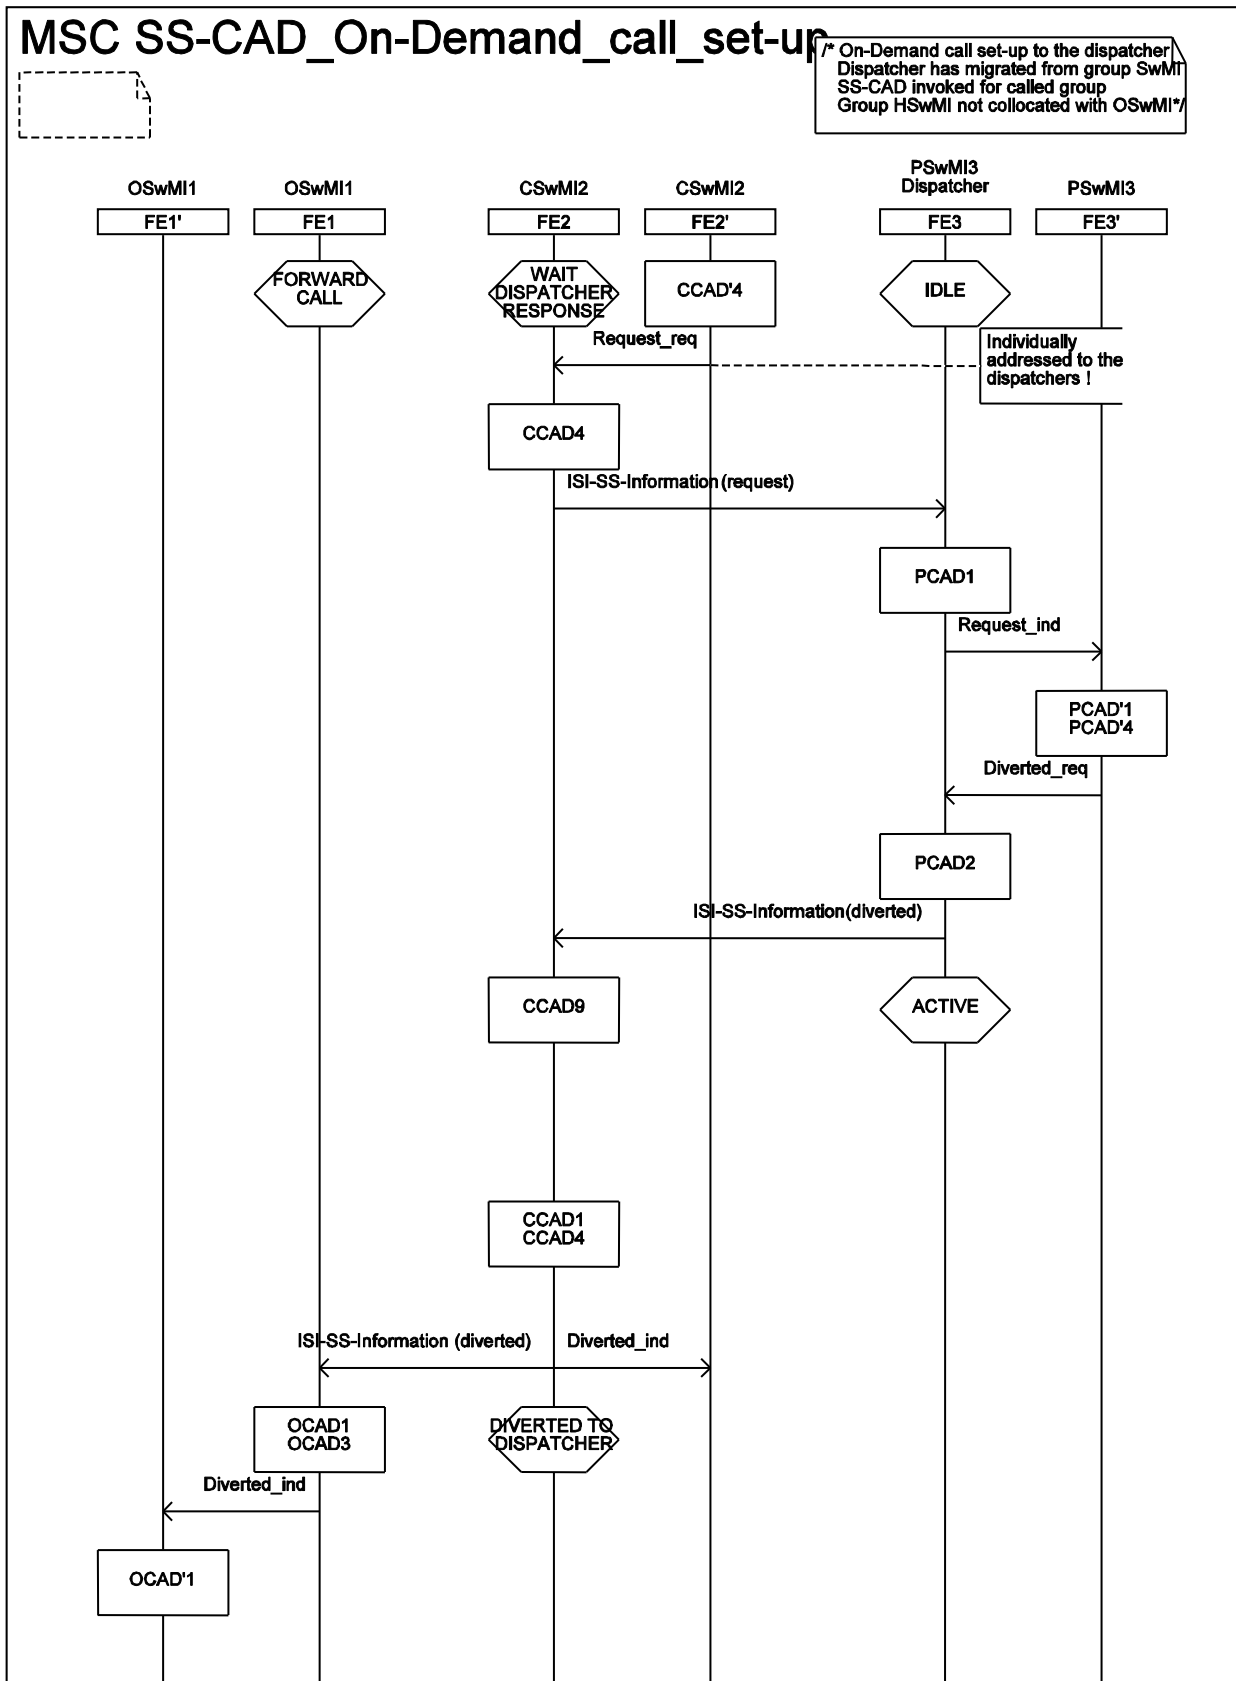 MSC SS-CAD_On-Demand_call_set-up
/* On-Demand call set-up to the dispatcher
Dispatcher has migrated from group SwMI
SS-CAD invoked for called group
Group HSwMI not collocated with OSwMI*/
OSwMI1
OSwMI1
CSwMI2
CSwMI2
PSwMI3
Dispatcher
PSwMI3
FE1'
FE1
FE2
FE2'
FE3
FE3'
FORWARD
CALL
WAIT
DISPATCHER
RESPONSE
CCAD'4
IDLE
Request_req
Individually
addressed to the
dispatchers !
CCAD4
ISI-SS-Information (request)
PCAD1
Request_ind
PCAD'1
PCAD'4
Diverted_req
PCAD2
ISI-SS-Information(diverted)
CCAD9
ACTIVE
CCAD1
CCAD4
ISI-SS-Information (diverted)
Diverted_ind
OCAD1
OCAD3
DIVERTED TO
DISPATCHER
Diverted_ind
OCAD'1